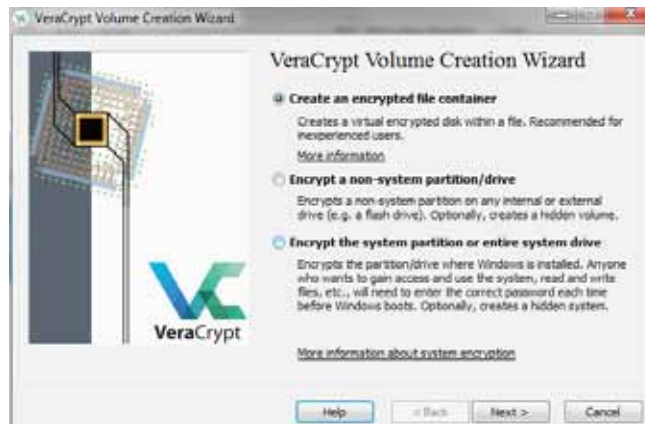 VeraCrypt Volume Creation Wizard
VeraCrypt Volume Creation Wizard
Create an encrypted file container
Creates a virtual encrypted disk within a file. Recommended for
inexperienced users.
More information
Encrypt a non-system partition/drive
Encrypts a non-system partition on any internal or external
drive (e.g. a flash drive). Optionally, creates a hidden volume.
Encrypt the system partition or entire system drive
Encrypts the partition/drive where Windows is installed. Anyone
who wants to gain access and use the system, read and write
files, etc., will need to enter the correct password each time
before Windows boots. Optionally, creates a hidden system.
VeraCrypt
More information about system encryption
Help
< Back
Next >
Cancel